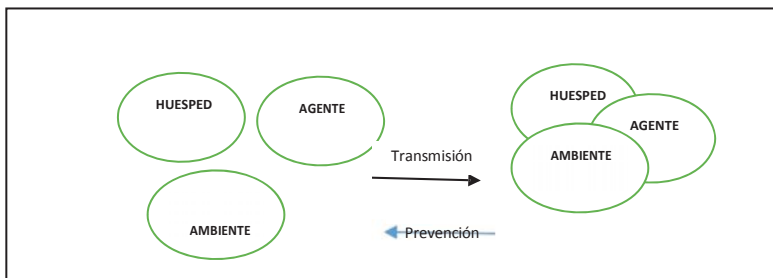 HUESPED
AGENTE
AMBIENTE
Transmisión
Prevención
HUESPED
AGENTE
AMBIENTE